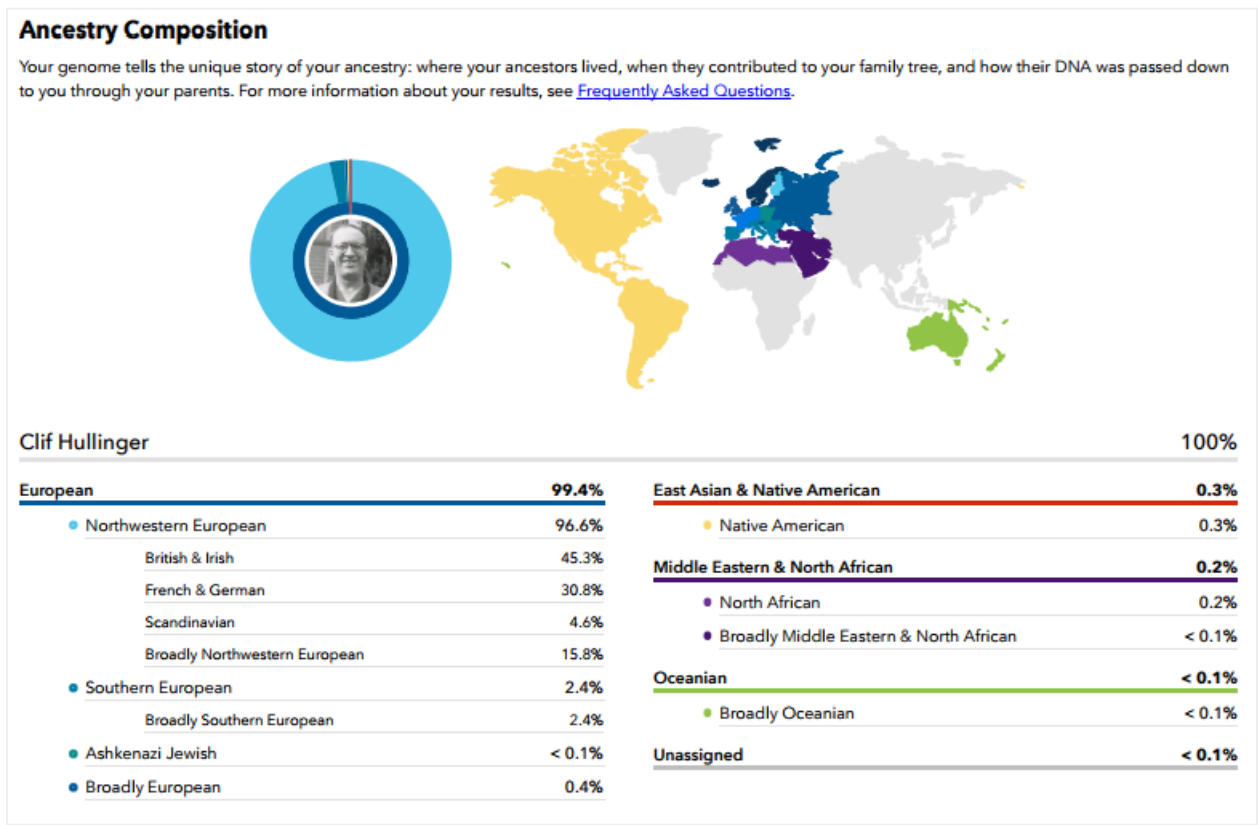 Ancestry Composition
Your genome tells the unique story of your ancestry: where your ancestors lived, when they contributed to your family tree, and how their DNA was passed down
to you through your parents. For more information about your results, see Frequently Asked Questions.
Clif Hullinger 100%
European 99.4%
Northwestern European 96.6%
British & Irish 45.3%
French & German 30.8%
Scandinavian 4.6%
Broadly Northwestern European 15.8%
Southern European 2.4%
Broadly Southern European 2.4%
Ashkenazi Jewish < 0.1%
Broadly European 0.4%
East Asian & Native American 0.3%
Native American 0.3%
Middle Eastern & North African 0.2%
North African 0.2%
Broadly Middle Eastern & North African < 0.1%
Oceanian < 0.1%
Broadly Oceanian < 0.1%
Unassigned < 0.1%